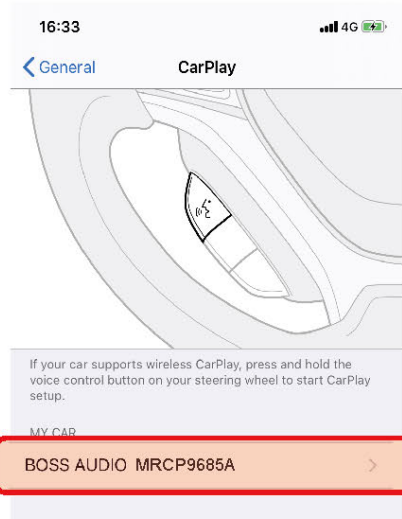 16:33 4G
General CarPlay
If your car supports wireless CarPlay, press and hold the
voice control button on your steering wheel to start CarPlay
setup.
MY CAR
BOSS AUDIO MRCP9685A